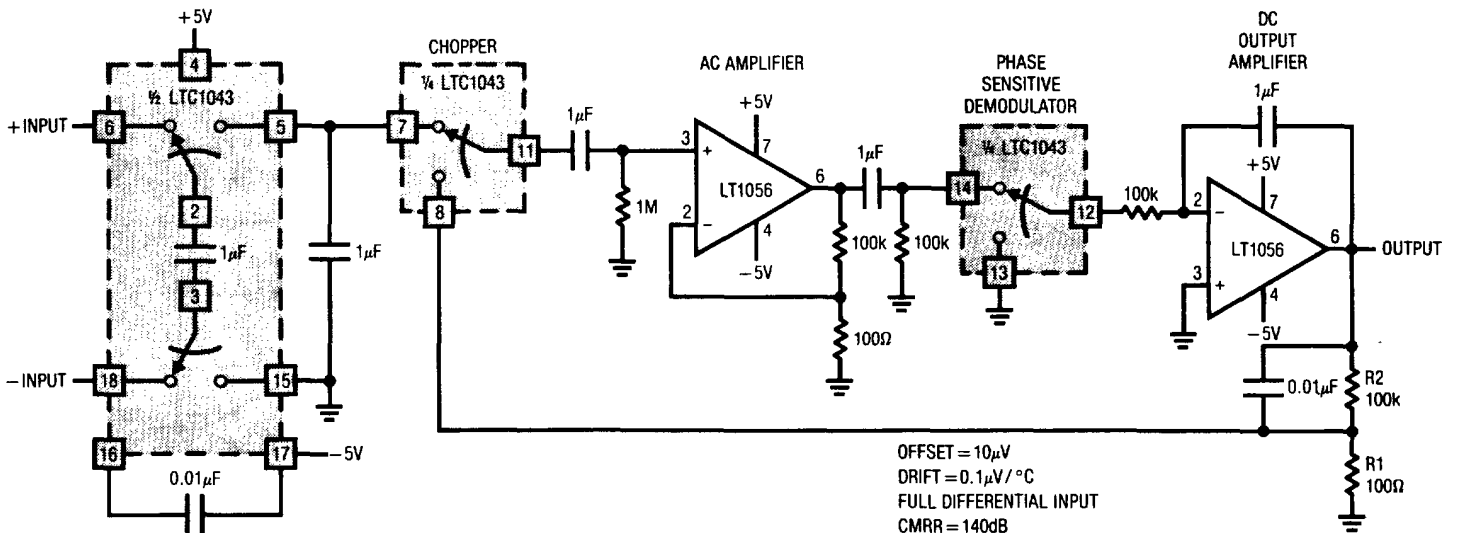 +5V
4
½ LTC1043
+INPUT
6
5
2
1μF
3
1μF
-INPUT
18
15
16
17
-5V
0.01μF
CHOPPER
¼ LTC1043
7
11
8
1μF
1M
AC AMPLIFIER
+5V
3
+
7
LT1056
6
2
-
4
-5V
100k
100Ω
1μF
100k
PHASE
SENSITIVE
DEMODULATOR
¼ LTC1043
14
12
13
DC
OUTPUT
AMPLIFIER
1μF
100k
+5V
2
-
7
LT1056
6
OUTPUT
3
+
4
-5V
0.01μF
R2
100k
R1
100Ω
OFFSET = 10μV
DRIFT = 0.1μV/°C
FULL DIFFERENTIAL INPUT
CMRR = 140dB